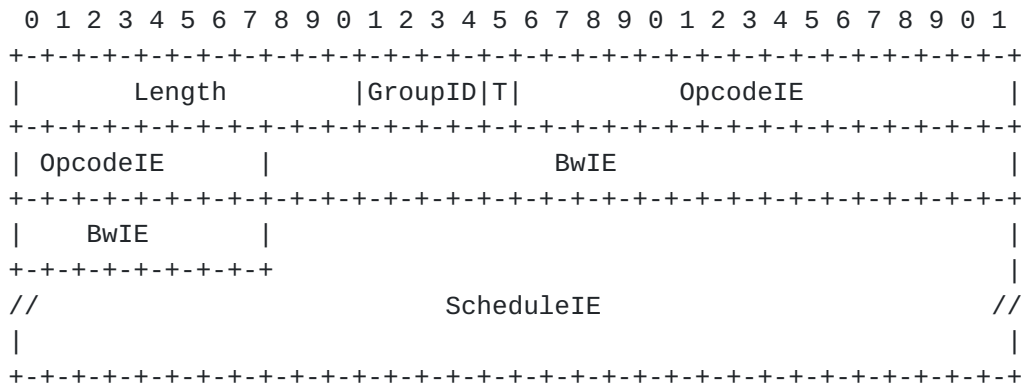 0 1 2 3 4 5 6 7 8 9 0 1 2 3 4 5 6 7 8 9 0 1 2 3 4 5 6 7 8 9 0 1
+-+-+-+-+-+-+-+-+-+-+-+-+-+-+-+-+-+-+-+-+-+-+-+-+-+-+-+-+-+-+-+-+
|       Length        |GroupID|T|          OpcodeIE             |
+-+-+-+-+-+-+-+-+-+-+-+-+-+-+-+-+-+-+-+-+-+-+-+-+-+-+-+-+-+-+-+-+
| OpcodeIE      |                  BwIE                         |
+-+-+-+-+-+-+-+-+-+-+-+-+-+-+-+-+-+-+-+-+-+-+-+-+-+-+-+-+-+-+-+-+
|    BwIE       |                                               |
+-+-+-+-+-+-+-+-+                                               |
//                          ScheduleIE                         //
|                                                               |
+-+-+-+-+-+-+-+-+-+-+-+-+-+-+-+-+-+-+-+-+-+-+-+-+-+-+-+-+-+-+-+-+